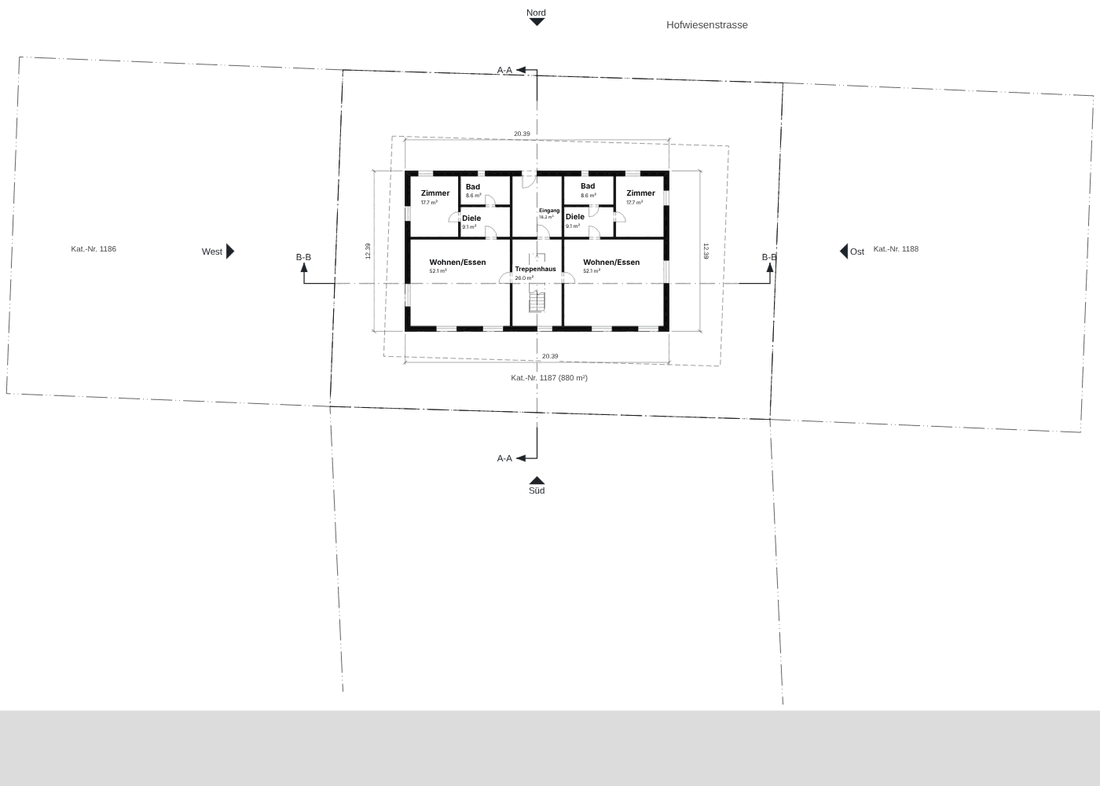 Nord
Hofwiesenstrasse
A-A
20.39
Zimmer
17.7 m²
Bad
8.6 m²
Bad
8.6 m²
Zimmer
17.7 m²
Eingang
Diele
9.1 m²
Diele
9.1 m²
Kat.-Nr. 1186
West
B-B
12.39
Wohnen/Essen
52.1 m²
Treppenhaus
26.0 m²
Wohnen/Essen
52.1 m²
12.39
B-B
Ost
Kat.-Nr. 1188
20.39
Kat.-Nr. 1187 (880 m²)
A-A
Süd